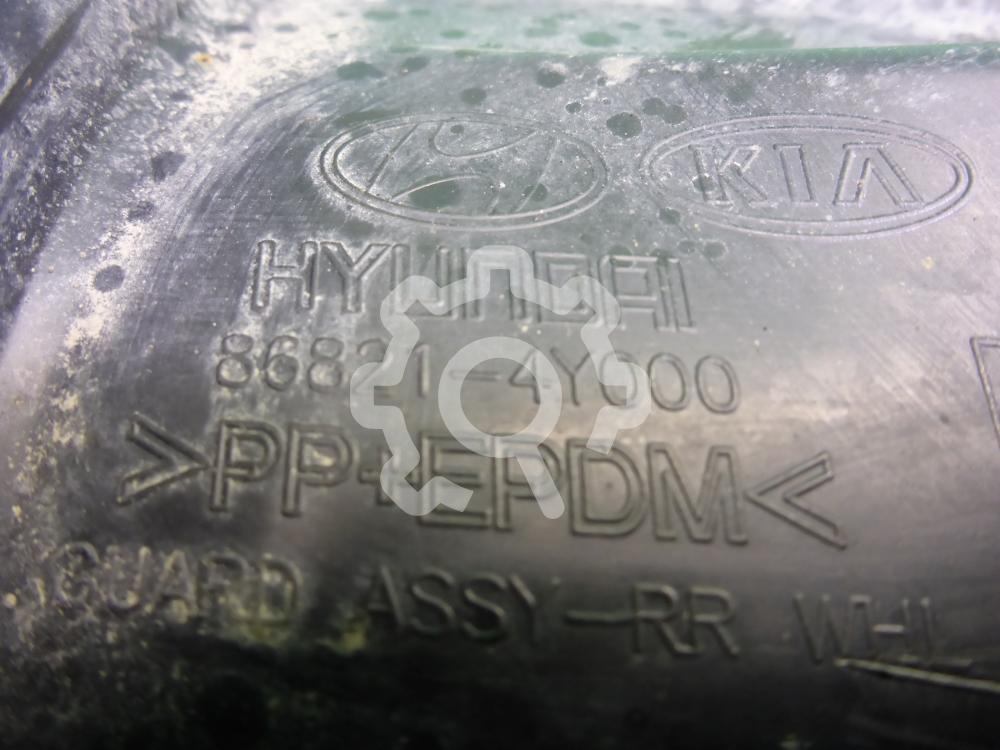 KIA
HYUNDAI
86821-4Y000
>PP+EPDM<
GUARD ASSY-RR WHL